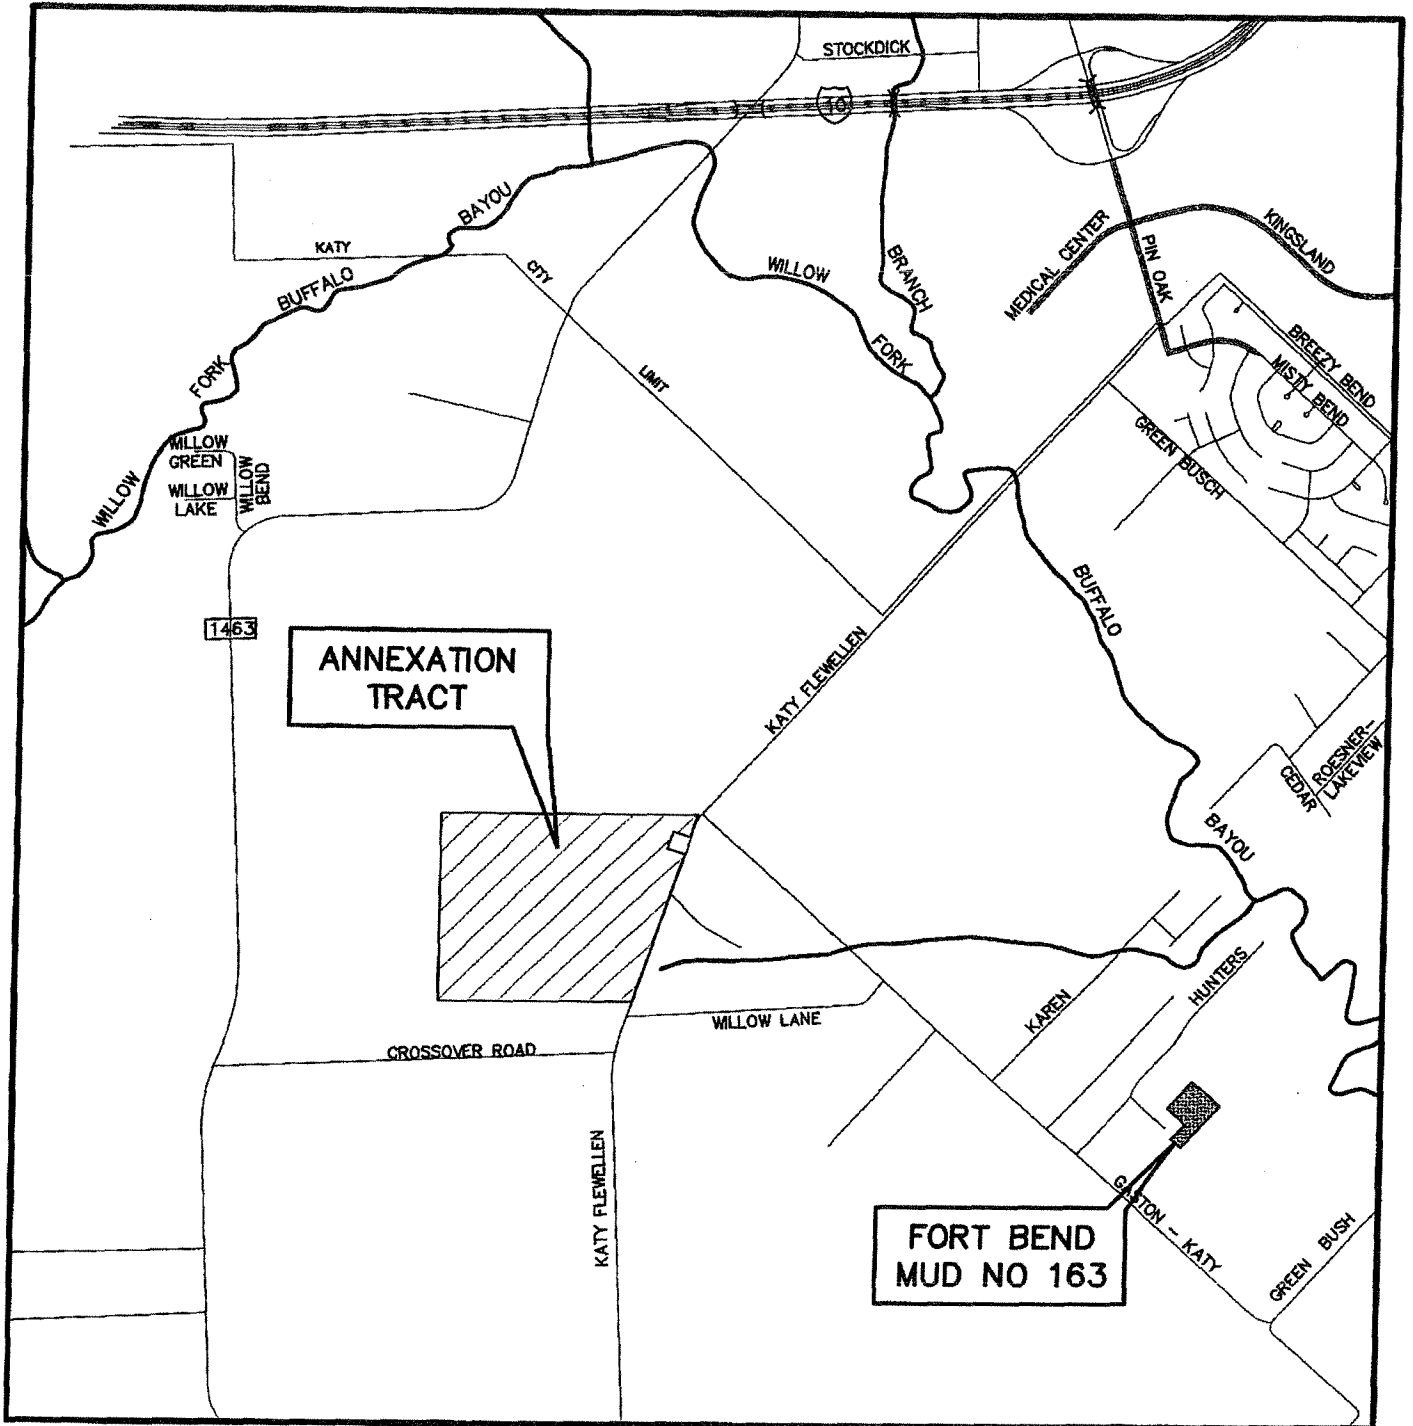 STOCKDICK
10
BAYOU
KATY
BUFFALO
CITY
WILLOW
BRANCH
MEDICAL CENTER
PIN OAK
KINGSLAND
FORK
LIMIT
FORK
BREEZY BEND
MISTY BEND
GREEN BUSCH
WILLOW
GREEN
WILLOW
BEND
WILLOW
LAKE
WILLOW
BUFFALO
1463
ANNEXATION
TRACT
KATY FLEWELLEN
ROESNER-
LAKEVIEW
CEDAR
BAYOU
HUNTERS
KAREN
WILLOW LANE
CROSSOVER ROAD
KATY FLEWELLEN
GASTON - KATY
FORT BEND
MUD NO 163
GREEN BUSH